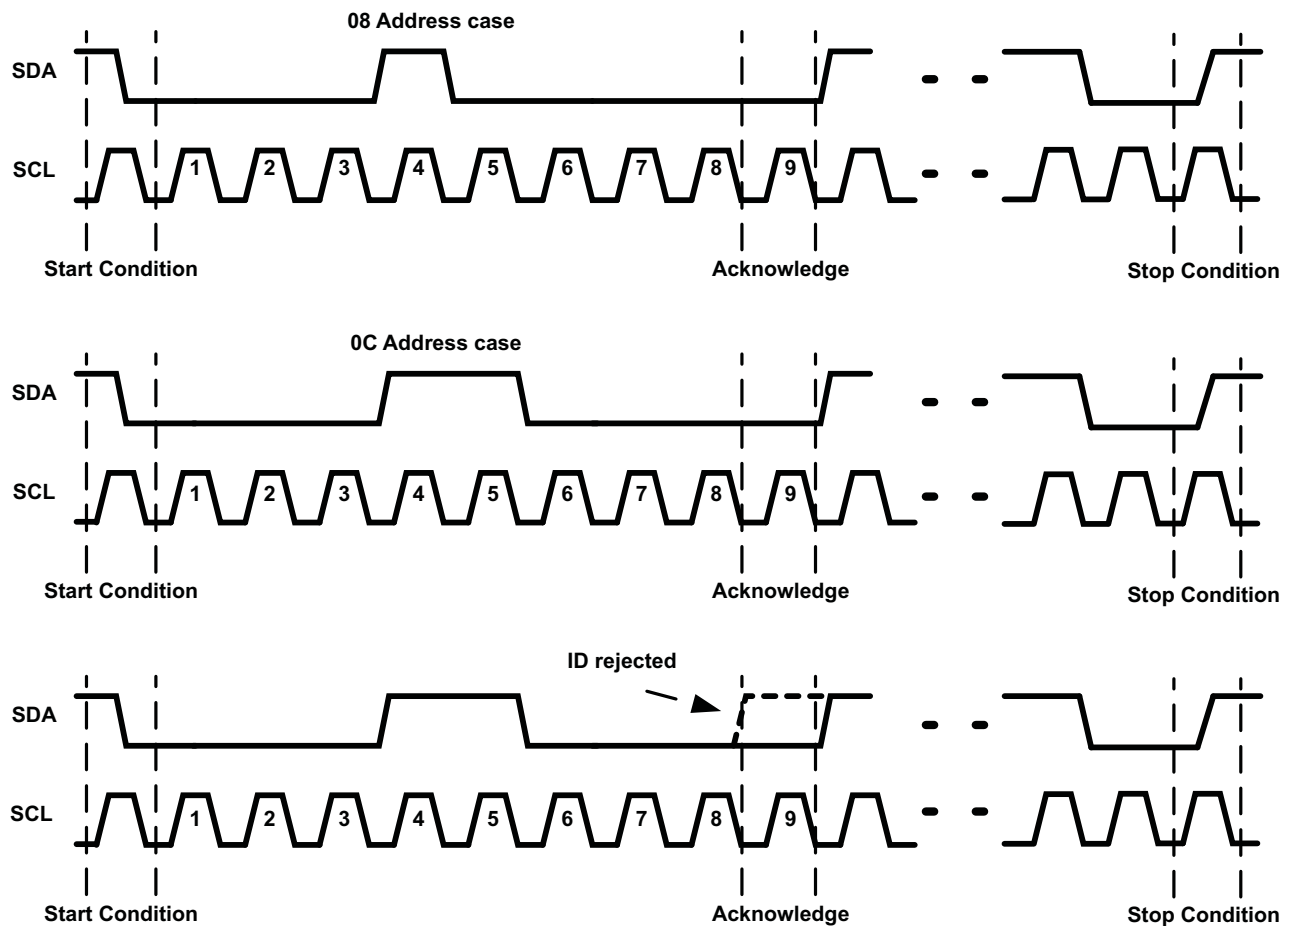 08 Address case
SDA
SCL
1 2 3 4 5 6 7 8 9
Start Condition Acknowledge Stop Condition
0C Address case
SDA
SCL
1 2 3 4 5 6 7 8 9
Start Condition Acknowledge Stop Condition
ID rejected
SDA
SCL
1 2 3 4 5 6 7 8 9
Start Condition Acknowledge Stop Condition